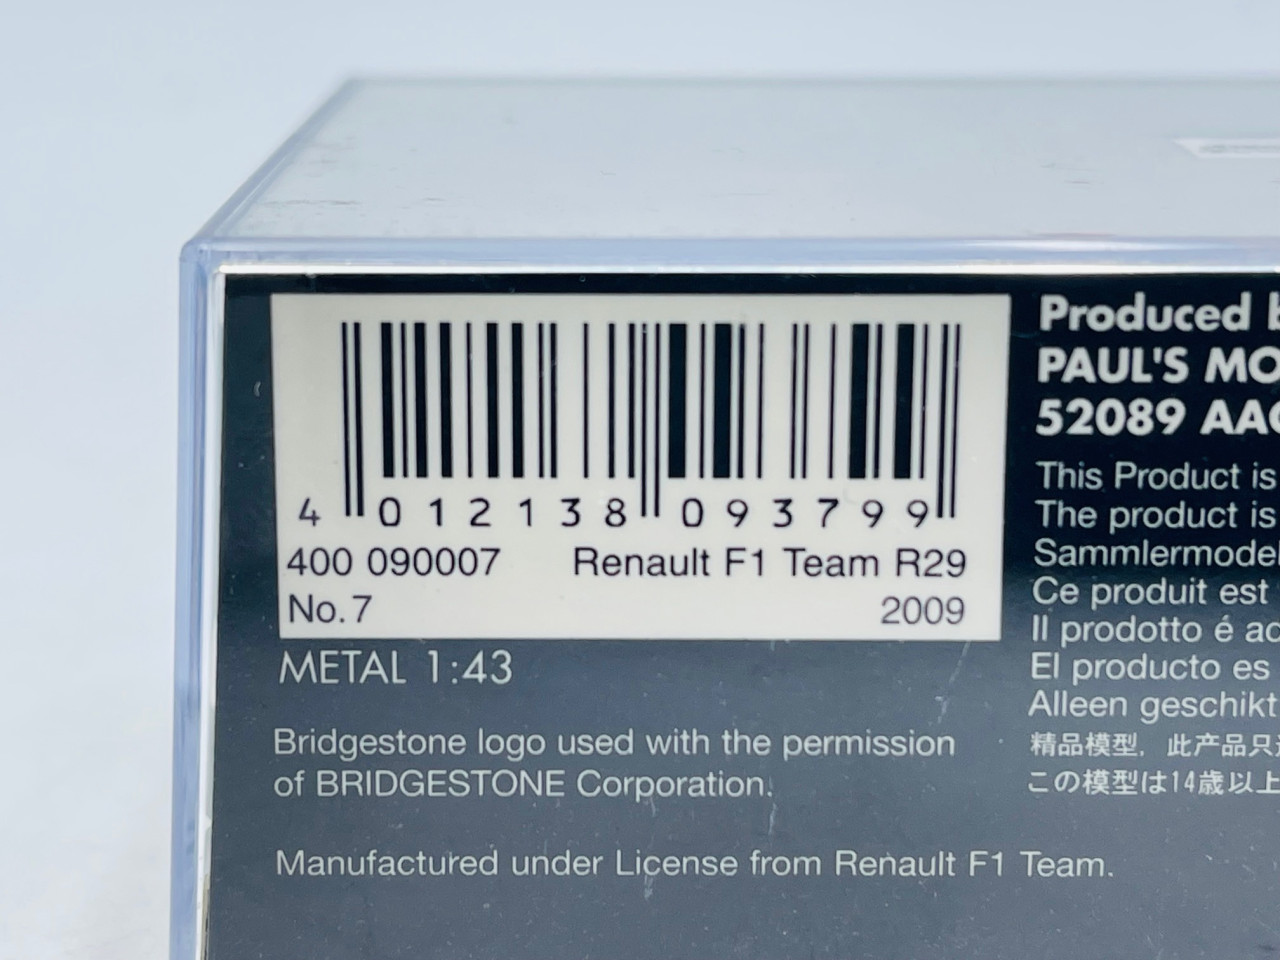 4 012138 093799
400 090007 Renault F1 Team R29
No.7 2009
METAL 1:43
Bridgestone logo used with the permission
of BRIDGESTONE Corporation.
Manufactured under License from Renault F1 Team.
Produced
PAUL'S
52089
This Product is
The product is
Ce produit est
Il prodotto é
El producto es
Alleen geschikt
精品模型，此产品只
この模型は14歳以上